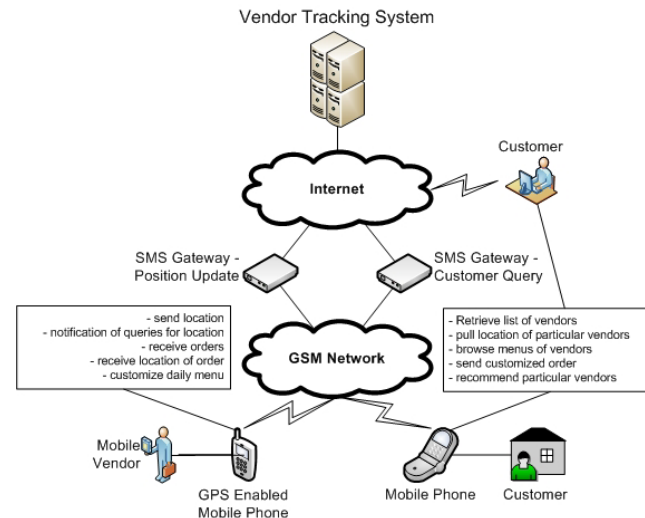 Vendor Tracking System
Customer
Internet
SMS Gateway -
Position Update
SMS Gateway -
Customer Query
- send location
- notification of queries for location
- receive orders
- receive location of order
- customize daily menu
- Retrieve list of vendors
- pull location of particular vendors
- browse menus of vendors
- send customized order
- recommend particular vendors
GSM Network
Mobile
Vendor
GPS Enabled
Mobile Phone
Mobile Phone
Customer